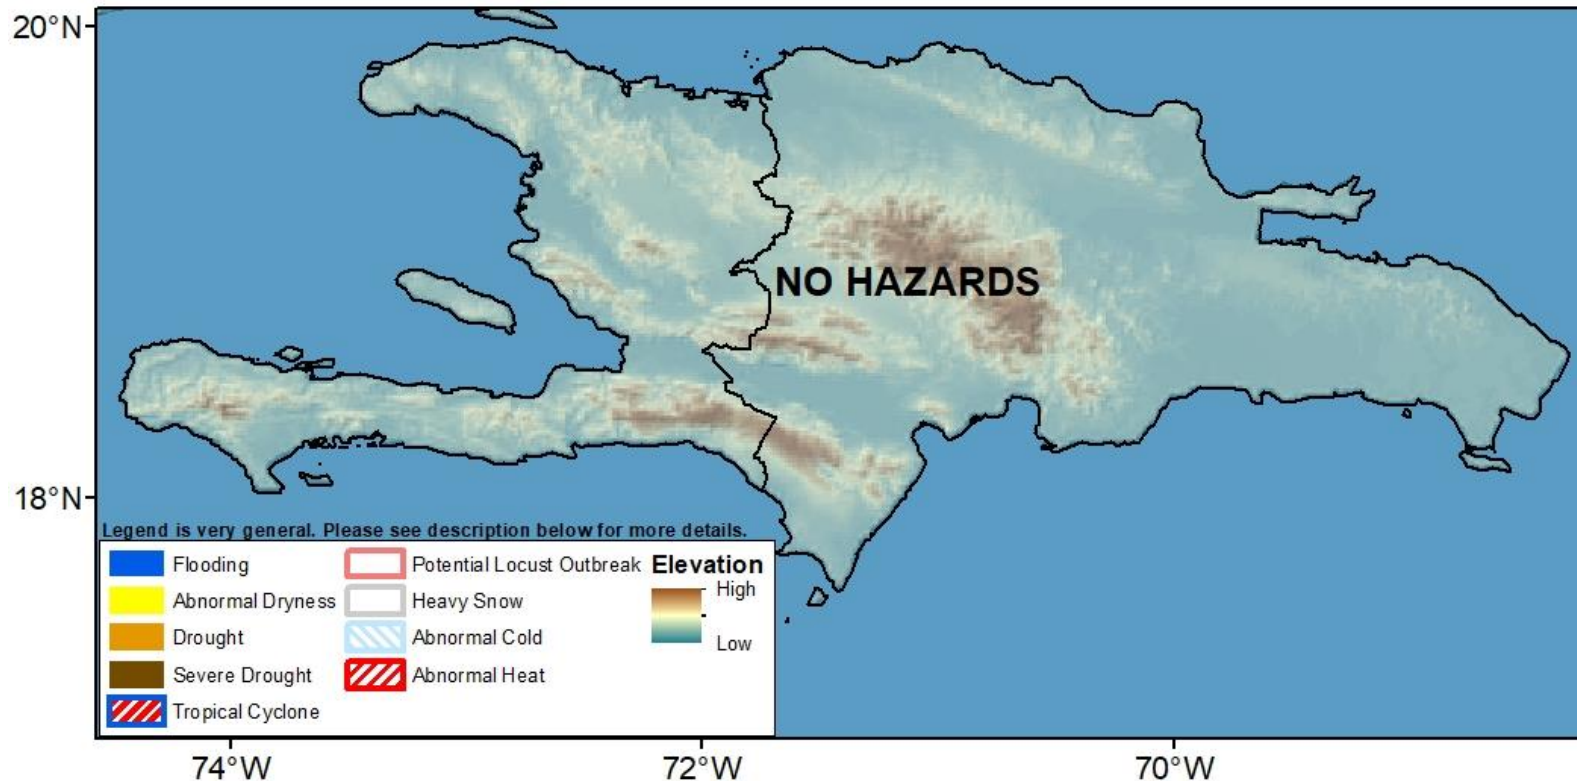 20°N
NO HAZARDS
18°N
Legend is very general. Please see description below for more details.
Flooding
Abnormal Dryness
Drought
Severe Drought
Tropical Cyclone
Potential Locust Outbreak
Heavy Snow
Abnormal Cold
Abnormal Heat
Elevation
High
Low
74°W
72°W
70°W